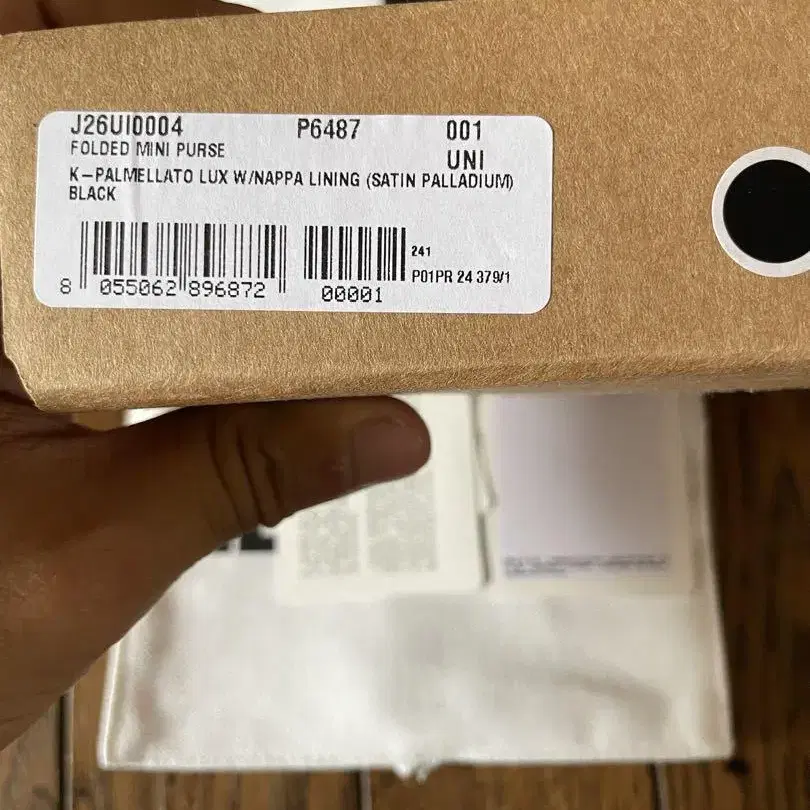 J26UI0004 P6487 001
FOLDED MINI PURSE UNI
K-PALMELLATO LUX W/NAPPA LINING (SATIN PALLADIUM)
BLACK
241
P01PR 24 379/1
8 055062 896872 00001